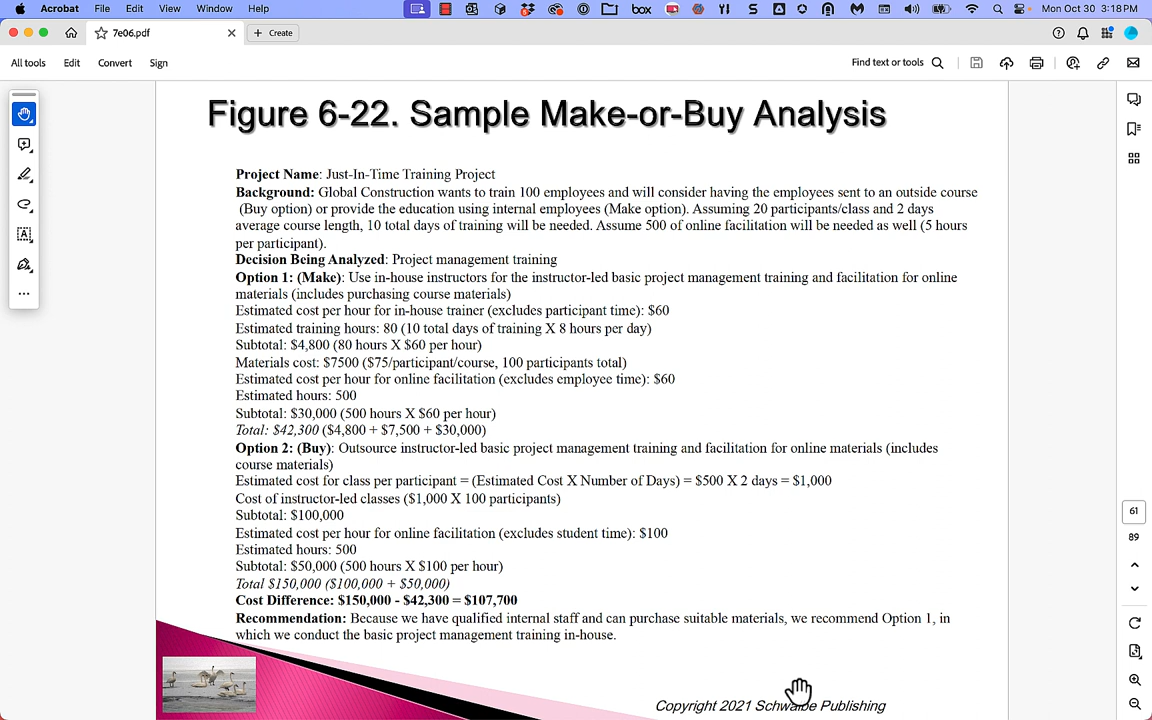 Acrobat File Edit View Window Help
box
Mon Oct 30 3:18 PM
7e06.pdf
+ Create
All tools Edit Convert Sign
Find text or tools
Figure 6-22. Sample Make-or-Buy Analysis
Project Name: Just-In-Time Training Project
Background: Global Construction wants to train 100 employees and will consider having the employees sent to an outside course
(Buy option) or provide the education using internal employees (Make option). Assuming 20 participants/class and 2 days
average course length, 10 total days of training will be needed. Assume 500 of online facilitation will be needed as well (5 hours
per participant).
Decision Being Analyzed: Project management training
Option 1: (Make): Use in-house instructors for the instructor-led basic project management training and facilitation for online
materials (includes purchasing course materials)
Estimated cost per hour for in-house trainer (excludes participant time): $60
Estimated training hours: 80 (10 total days of training X 8 hours per day)
Subtotal: $4,800 (80 hours X $60 per hour)
Materials cost: $7500 ($75/participant/course, 100 participants total)
Estimated cost per hour for online facilitation (excludes employee time): $60
Estimated hours: 500
Subtotal: $30,000 (500 hours X $60 per hour)
Total: $42,300 ($4,800 + $7,500 + $30,000)
Option 2: (Buy): Outsource instructor-led basic project management training and facilitation for online materials (includes
course materials)
Estimated cost for class per participant = (Estimated Cost X Number of Days) = $500 X 2 days = $1,000
Cost of instructor-led classes ($1,000 X 100 participants)
Subtotal: $100,000
Estimated cost per hour for online facilitation (excludes student time): $100
Estimated hours: 500
Subtotal: $50,000 (500 hours X $100 per hour)
Total $150,000 ($100,000 + $50,000)
Cost Difference: $150,000 - $42,300 = $107,700
Recommendation: Because we have qualified internal staff and can purchase suitable materials, we recommend Option 1, in
which we conduct the basic project management training in-house.
Copyright 2021 Schwalbe Publishing
61
89